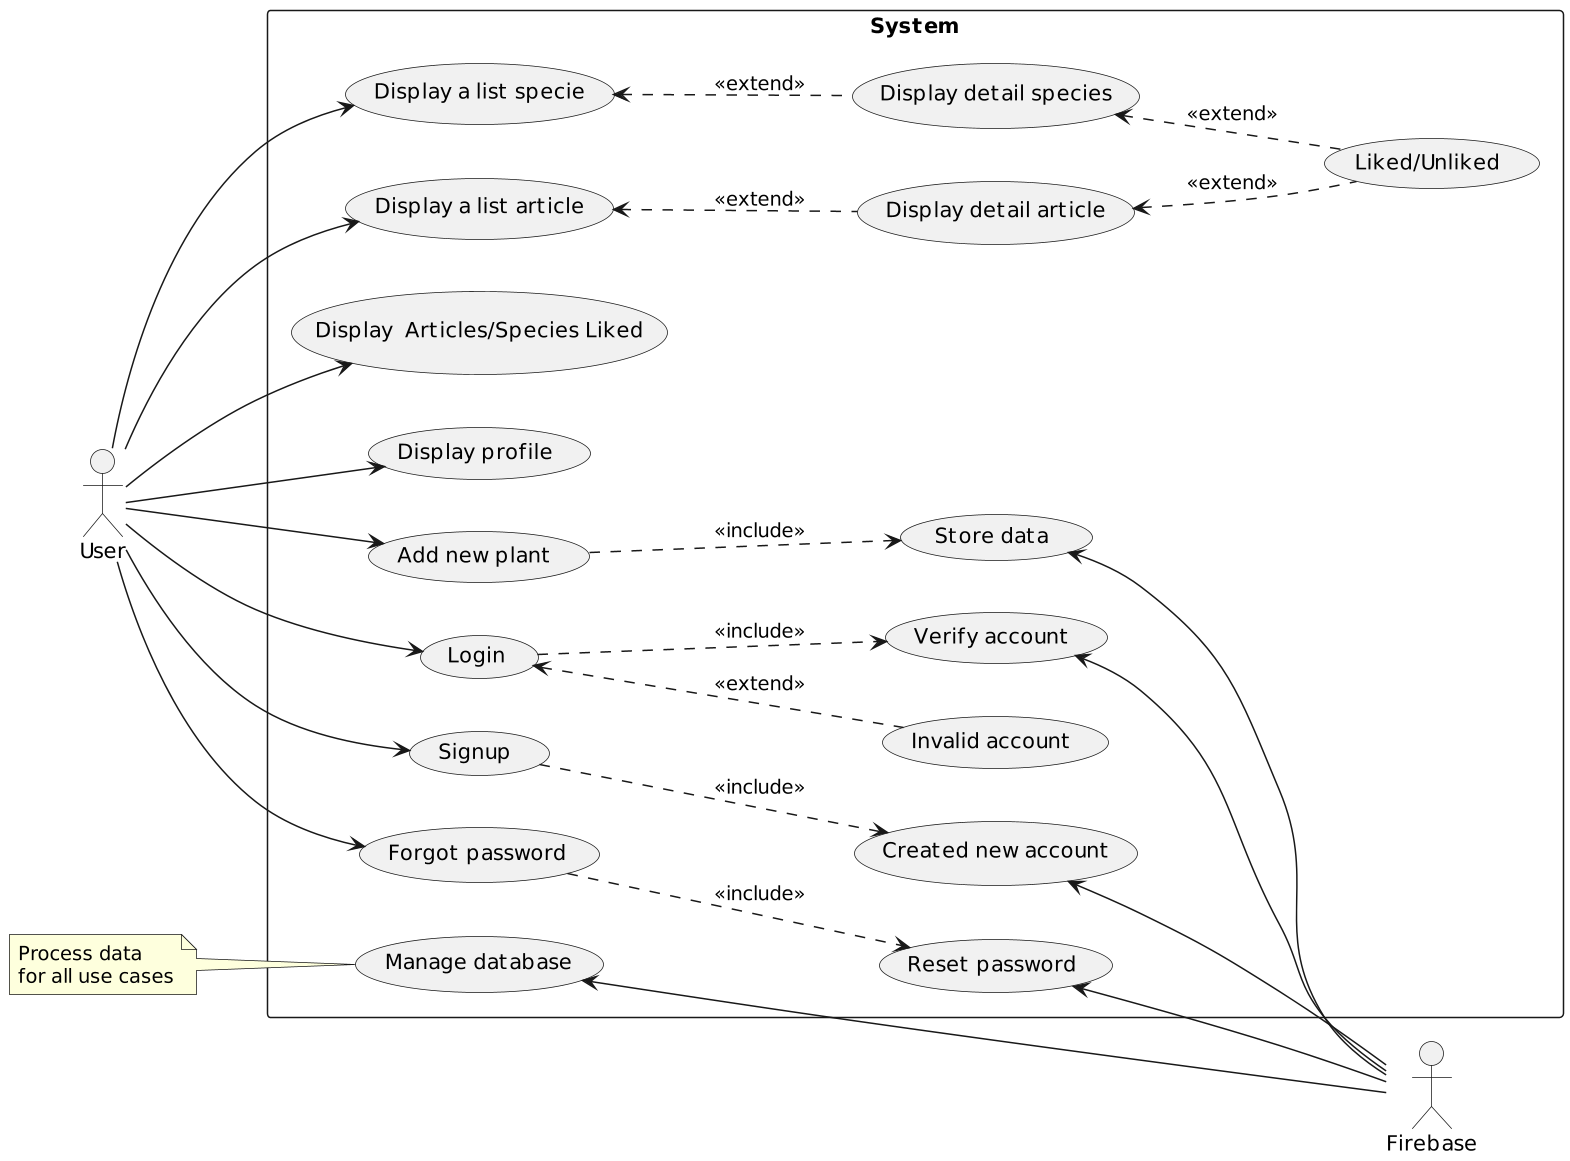 System
Display a list specie
«extend»
Display detail species
«extend»
Liked/Unliked
Display a list article
«extend»
Display detail article
«extend»
Display  Articles/Species Liked
Display profile
User
Add new plant
«include»
Store data
Login
«include»
Verify account
«extend»
Invalid account
Signup
«include»
Created new account
Forgot password
«include»
Reset password
Process data
for all use cases
Manage database
Firebase